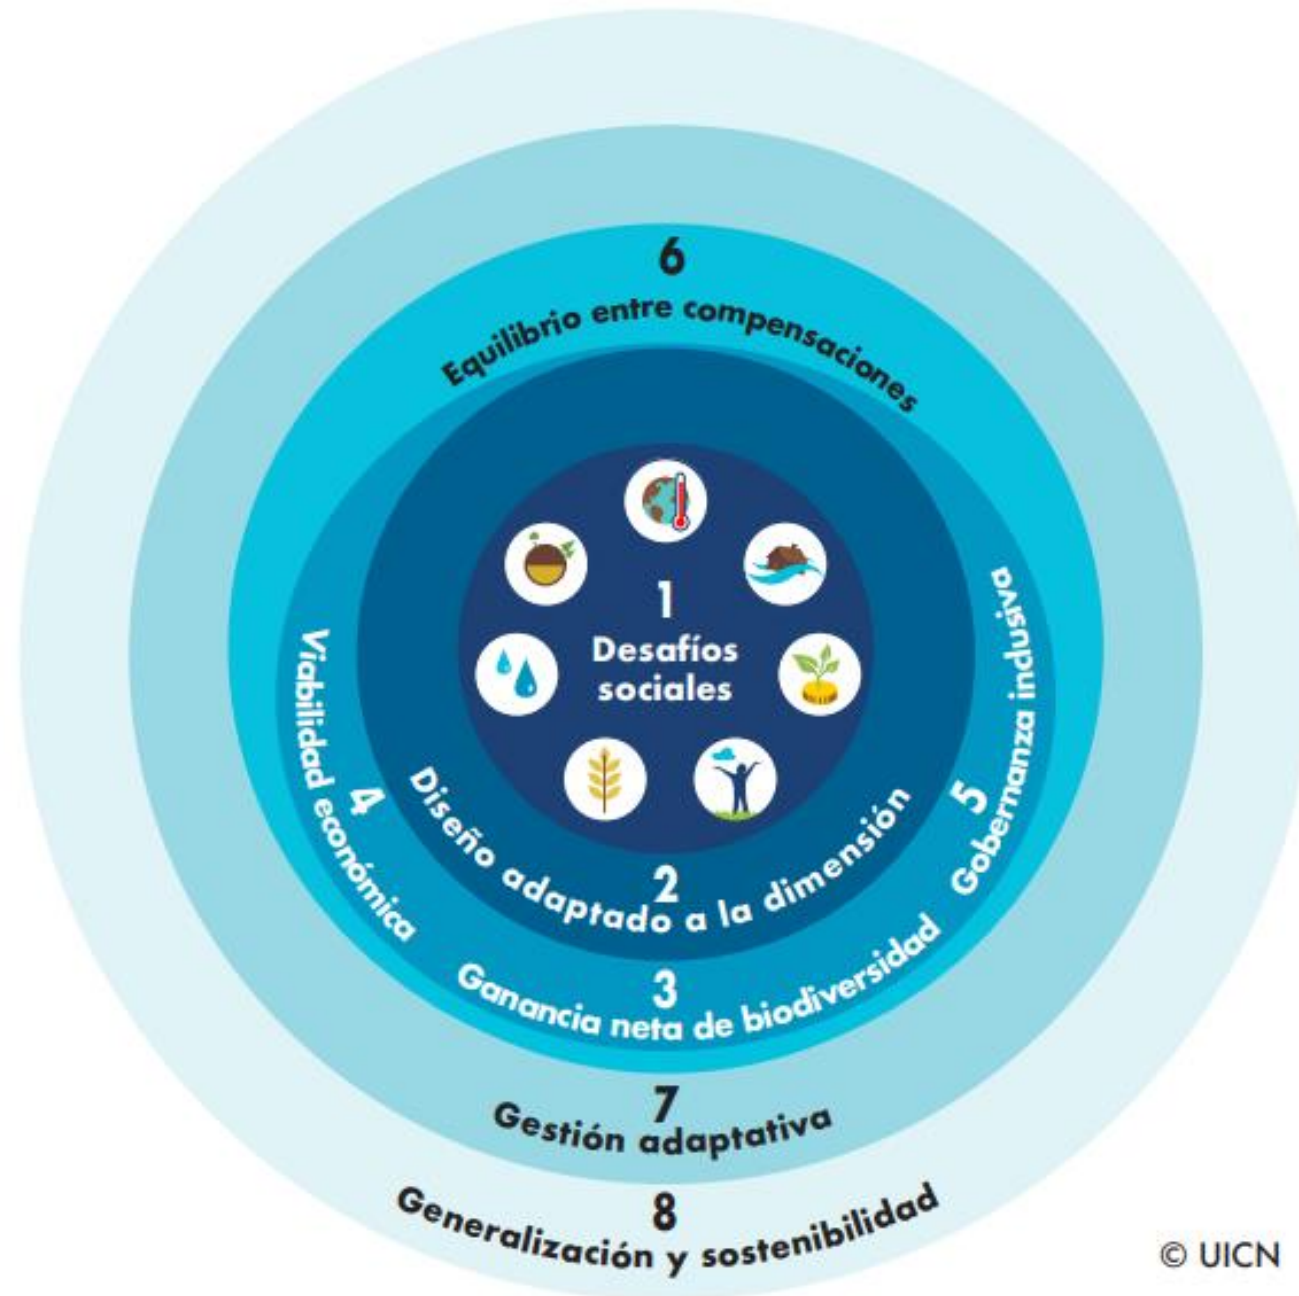 6
Equilibrio entre compensaciones
1
Desafíos
sociales
Viabilidad económica
4
Gobernanza inclusiva
5
Diseño adaptado a la dimensión
2
3
Ganancia neta de biodiversidad
7
Gestión adaptativa
8
Generalización y sostenibilidad
© UICN